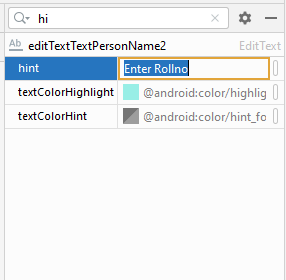 hi
Ab editTextTextPersonName2 EditText
hint Enter Rollno
textColorHighlight @android:color/highlig
textColorHint @android:color/hint_fo